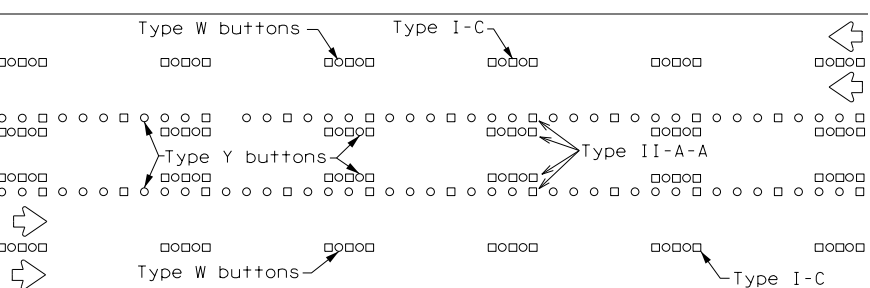 Type W buttons
Type I-C
Type Y buttons
Type II-A-A
Type W buttons
Type I-C